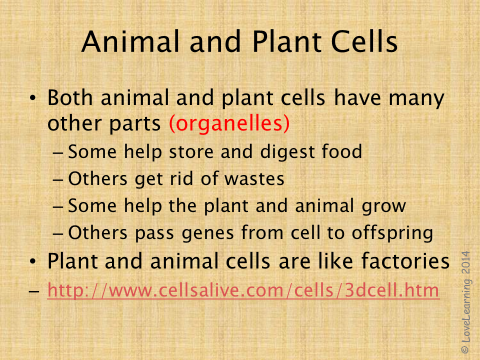 Animal and Plant Cells
• Both animal and plant cells have many
other parts (organelles)
– Some help store and digest food
– Others get rid of wastes
– Some help the plant and animal grow
– Others pass genes from cell to offspring
• Plant and animal cells are like factories
– http://www.cellsalive.com/cells/3dcell.htm
© LoveLearning 2014